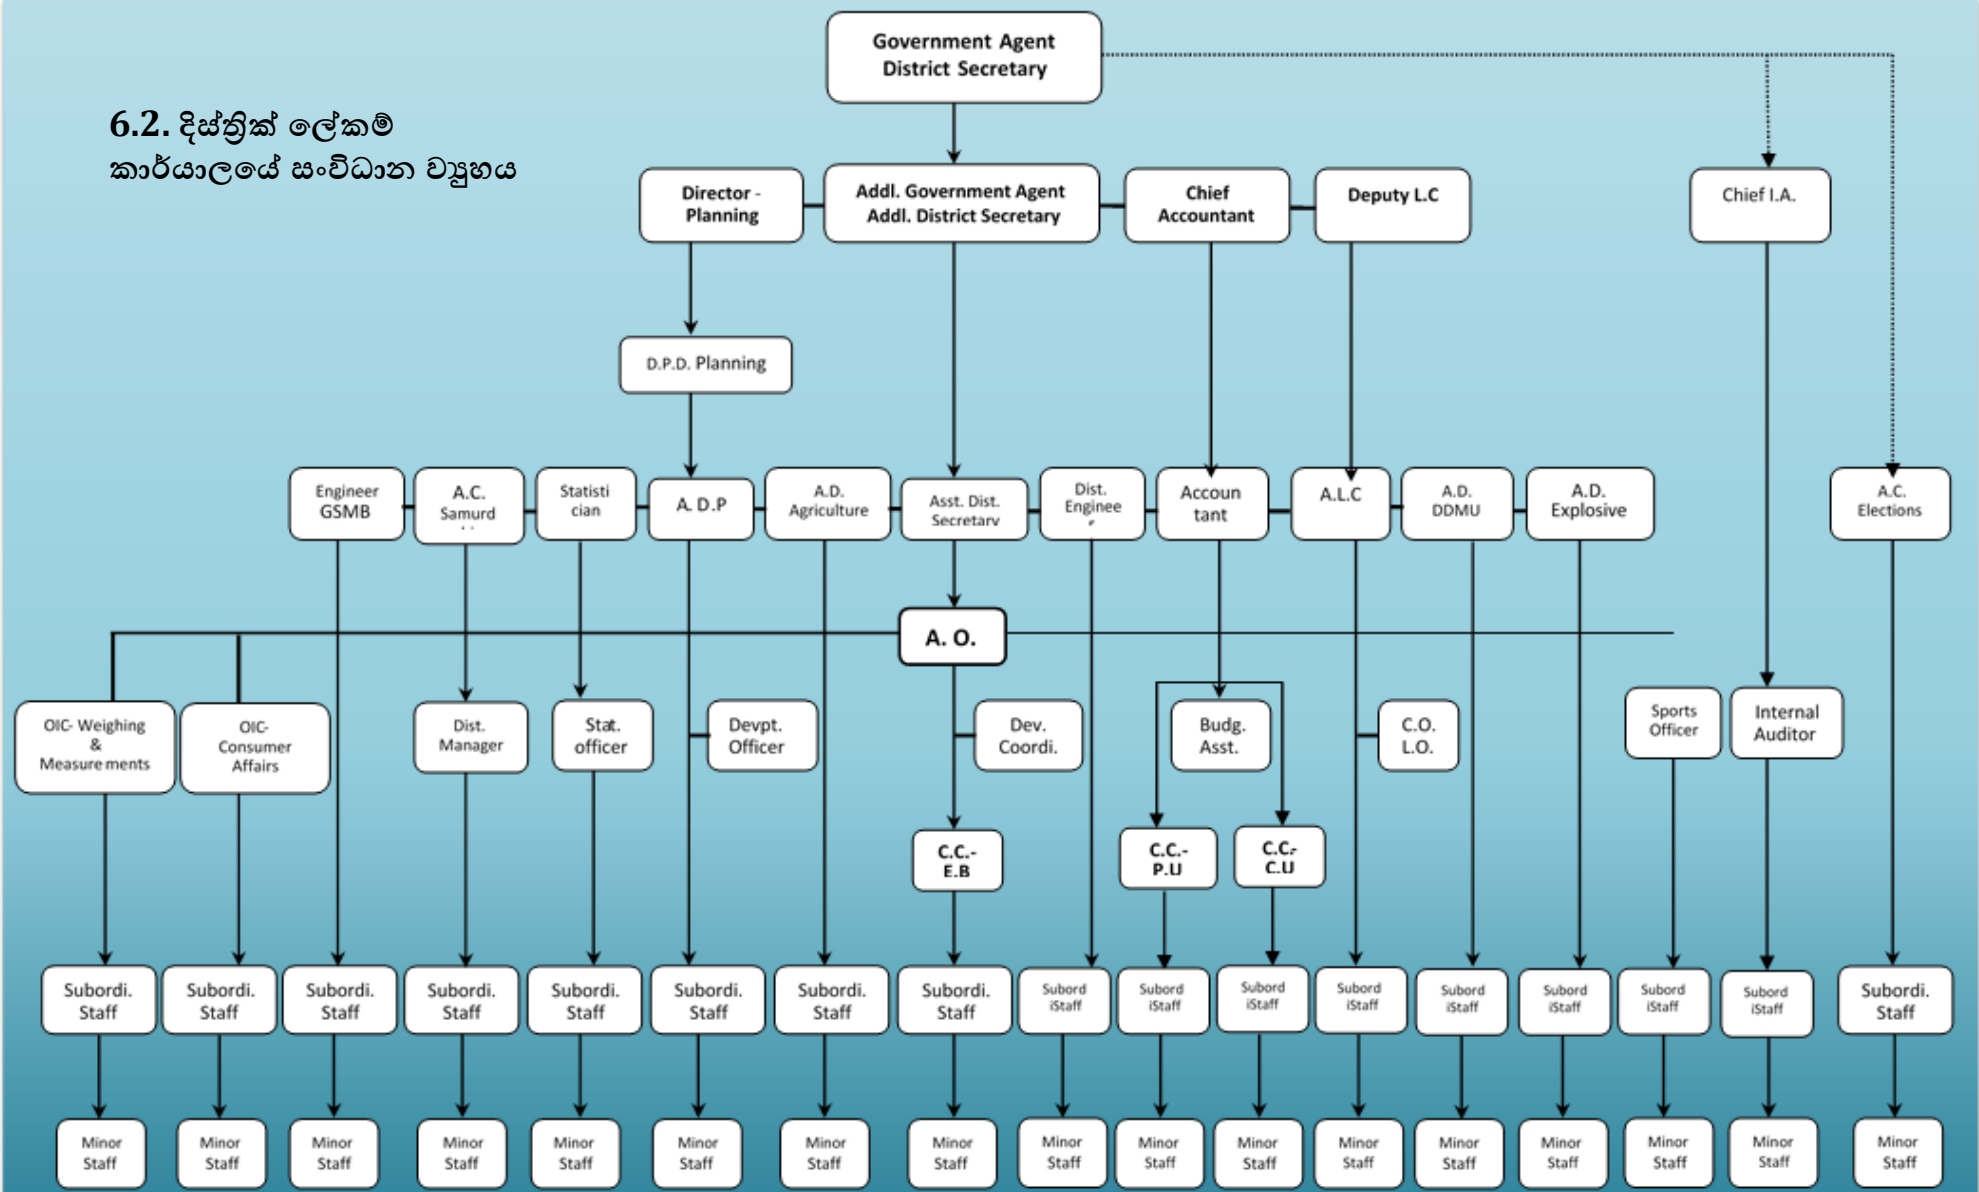 Government Agent
District Secretary
6.2. දිස්ත්‍රික් ලේකම්
කාර්යාලයේ සංවිධාන ව්‍යුහය
Director -
Planning
Addl. Government Agent
Addl. District Secretary
Chief
Accountant
Deputy L.C
Chief I.A.
D.P.D. Planning
Engineer
GSMB
A.C.
Samurd
Statisti
cian
A. D.P
A.D.
Agriculture
Asst. Dist.
Secretary
Dist.
Enginee
r
Accoun
tant
A.L.C
A.D.
DDMU
A.D.
Explosive
A.C.
Elections
A. O.
OIC- Weighing
&
Measure ments
OIC-
Consumer
Affairs
Dist.
Manager
Stat.
officer
Devpt.
Officer
Dev.
Coordi.
Budg.
Asst.
C.O.
L.O.
Sports
Officer
Internal
Auditor
C.C.-
E.B
C.C.-
P.U
C.C.-
C.U
Subordi.
Staff
Subordi.
Staff
Subordi.
Staff
Subordi.
Staff
Subordi.
Staff
Subordi.
Staff
Subordi.
Staff
Subordi.
Staff
Subord
iStaff
Subord
iStaff
Subord
iStaff
Subord
iStaff
Subord
iStaff
Subord
iStaff
Subord
iStaff
Subord
iStaff
Subordi.
Staff
Minor
Staff
Minor
Staff
Minor
Staff
Minor
Staff
Minor
Staff
Minor
Staff
Minor
Staff
Minor
Staff
Minor
Staff
Minor
Staff
Minor
Staff
Minor
Staff
Minor
Staff
Minor
Staff
Minor
Staff
Minor
Staff
Minor
Staff